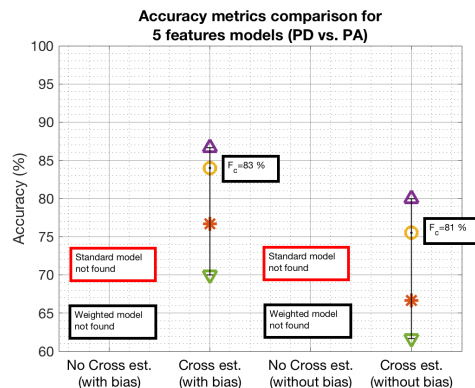 Accuracy metrics comparison for
5 features models (PD vs. PA)
Accuracy (%)
100
95
90
85
80
75
70
65
60
F_c=83 %
F_c=81 %
Standard model
not found
Standard model
not found
Weighted model
not found
Weighted model
not found
No Cross est.
(with bias)
Cross est.
(with bias)
No Cross est.
(without bias)
Cross est.
(without bias)